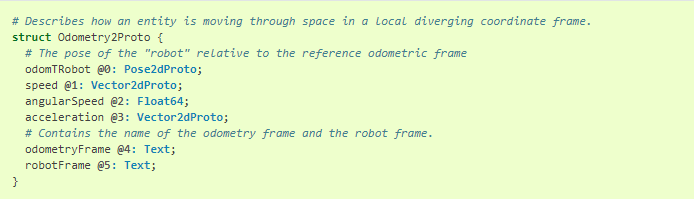 # Describes how an entity is moving through space in a local diverging coordinate frame.
struct Odometry2Proto {
  # The pose of the "robot" relative to the reference odometric frame
  odomTRobot @0: Pose2dProto;
  speed @1: Vector2dProto;
  angularSpeed @2: Float64;
  acceleration @3: Vector2dProto;
  # Contains the name of the odometry frame and the robot frame.
  odometryFrame @4: Text;
  robotFrame @5: Text;
}